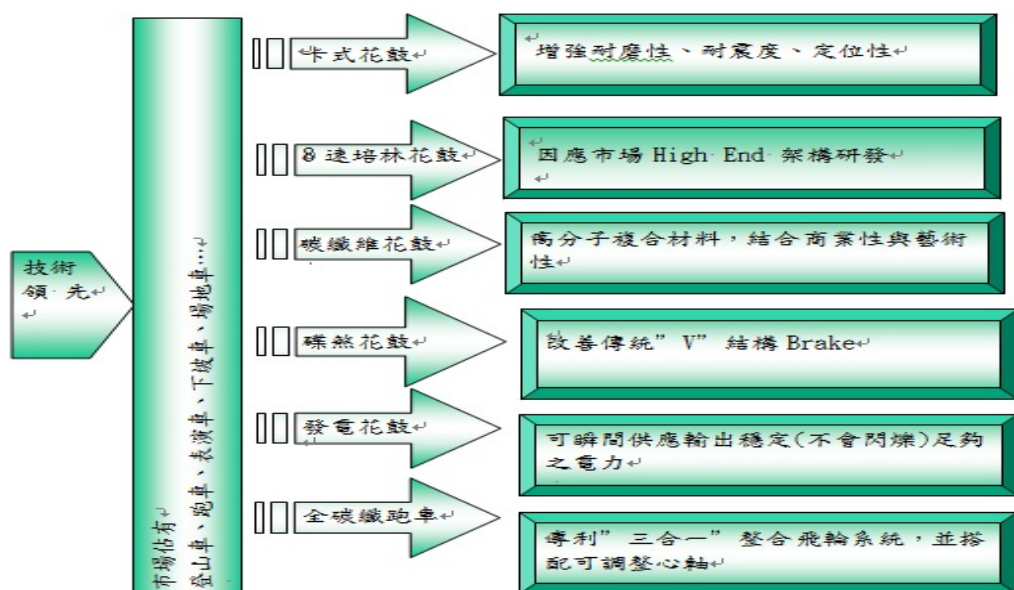 技術
領 先
市場佔有
登山車、跑車、表演車、下坡車、場地車...
卡式花鼓
增強耐磨性、耐震度、定位性
8 速培林花鼓
因應市場 High End 架構研發
碳纖維花鼓
高分子複合材料，結合商業性與藝術
性
碟煞花鼓
改善傳統”V”結構 Brake
發電花鼓
可瞬間供應輸出穩定(不會閃爍)足夠
之電力
全碳纖跑車
專利”三合一”整合飛輪系統，並搭
配可調整心軸